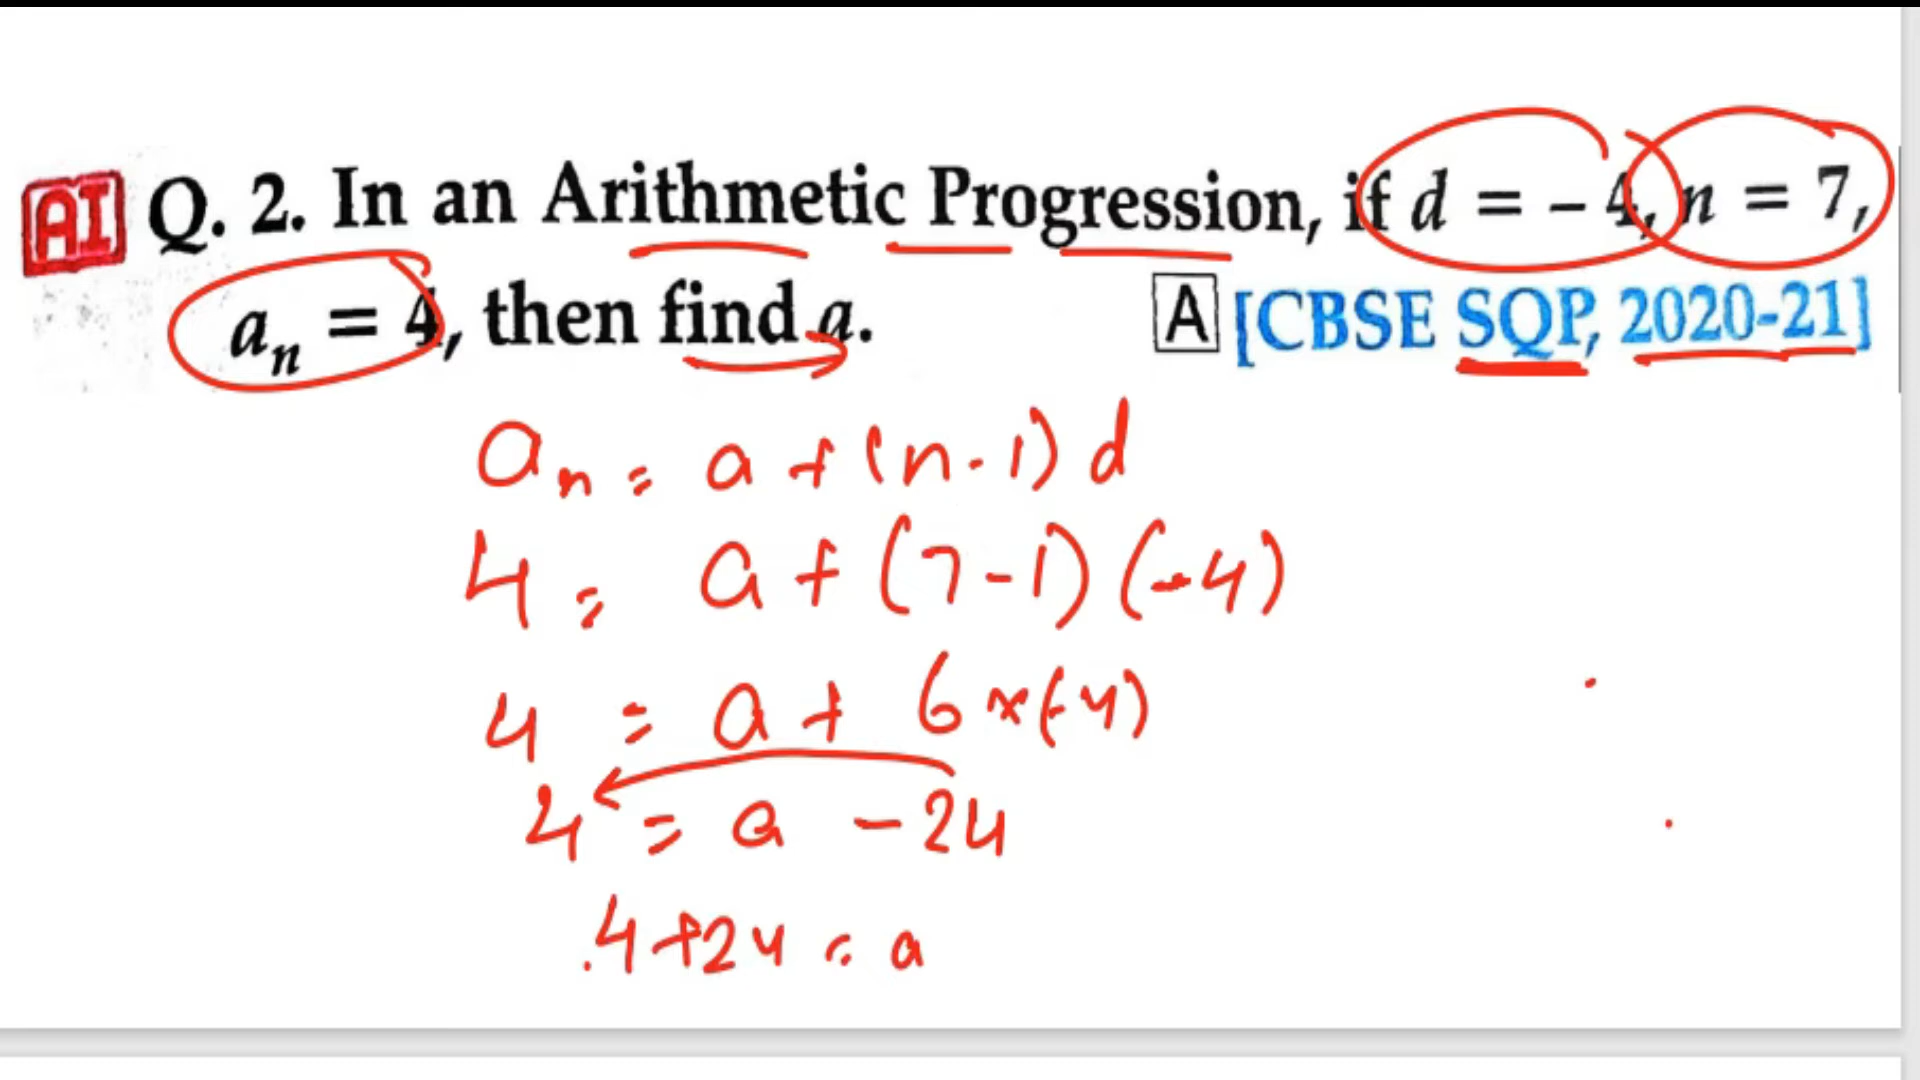 AI Q. 2. In an Arithmetic Progression, if d = – 4, n = 7,
aₙ = 4, then find a. A [CBSE SQP, 2020-21]
aₙ = a + (n-1) d
4 = a + (7-1) (-4)
4 = a + 6 × (-4)
4 = a - 24
4+24 = a